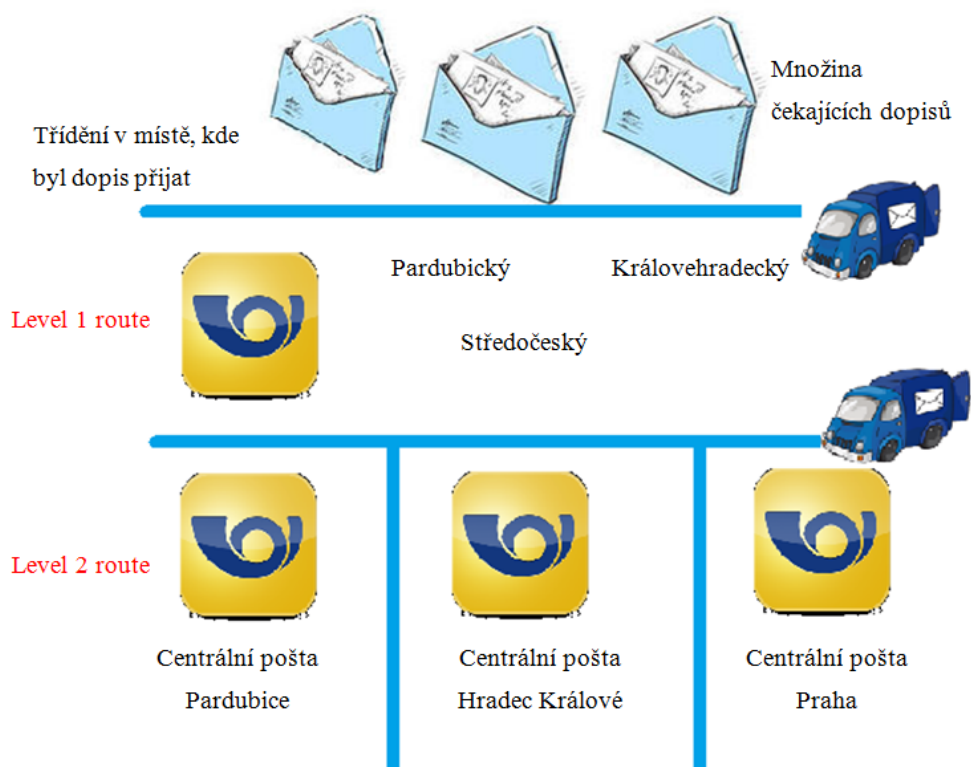 Množina
čekajících dopisů
Třídění v místě, kde
byl dopis přijat
Pardubický
Královehradecký
Level 1 route
Středočeský
Level 2 route
Centrální pošta
Pardubice
Centrální pošta
Hradec Králové
Centrální pošta
Praha